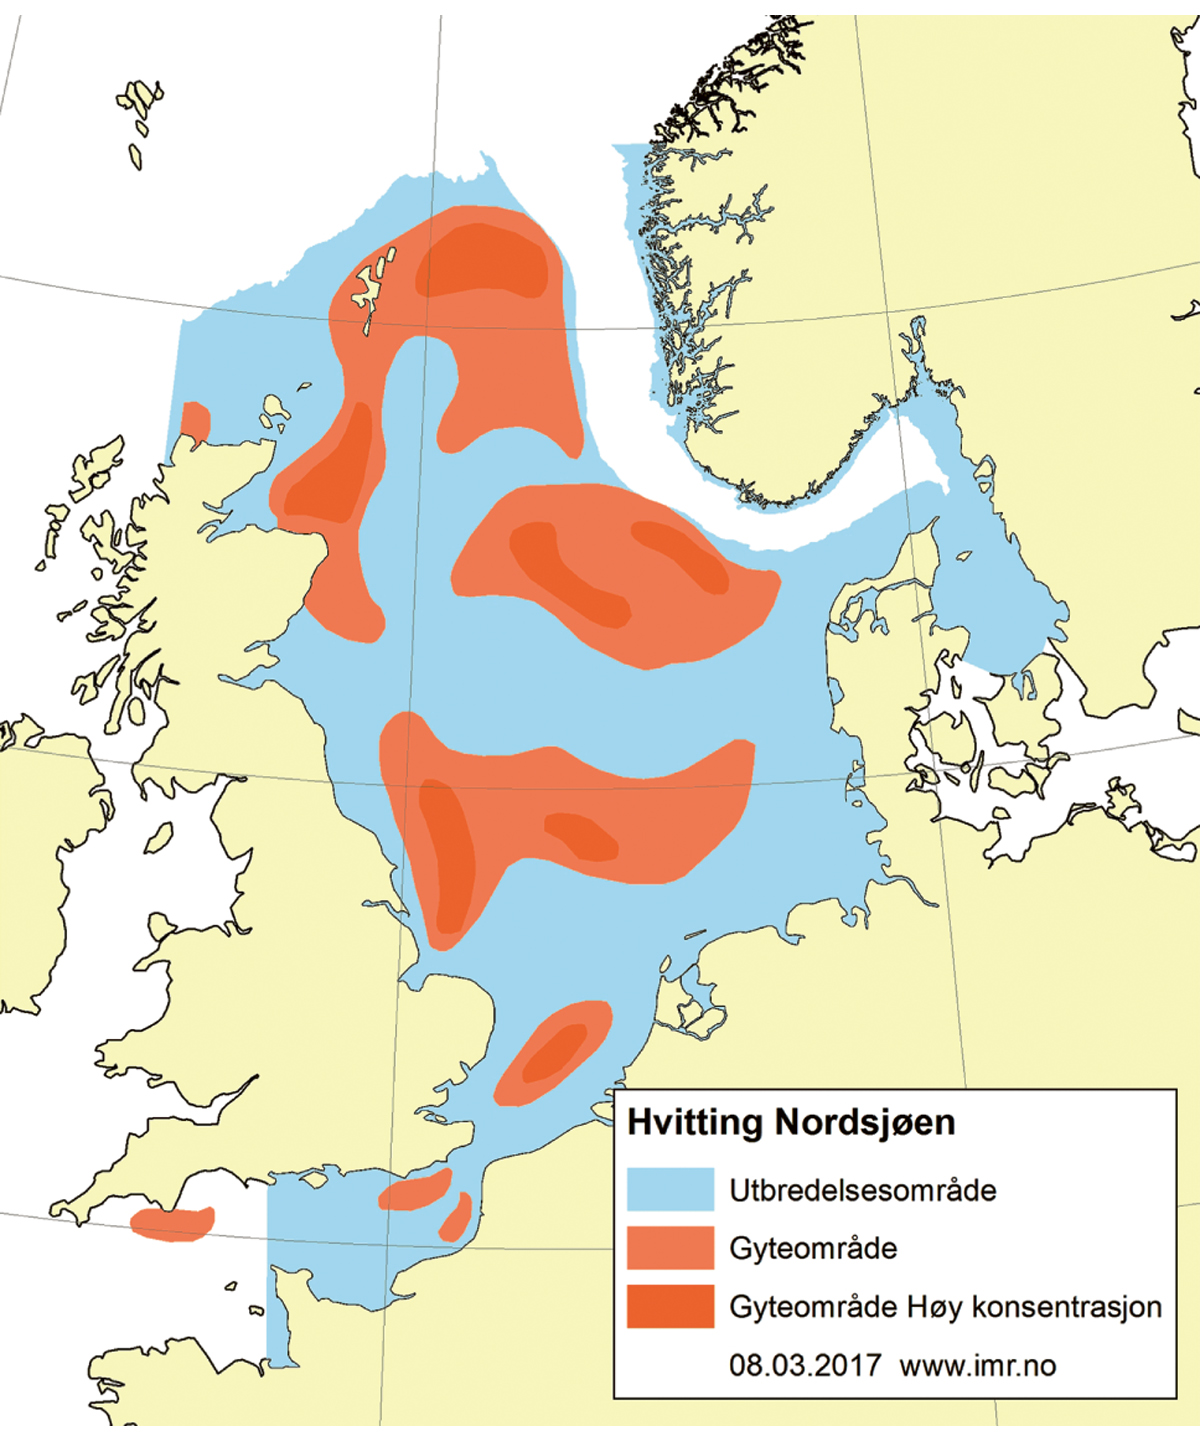 Hvitting Nordsjøen
Utbredelsesområde
Gyteområde
Gyteområde Høy konsentrasjon
08.03.2017 www.imr.no